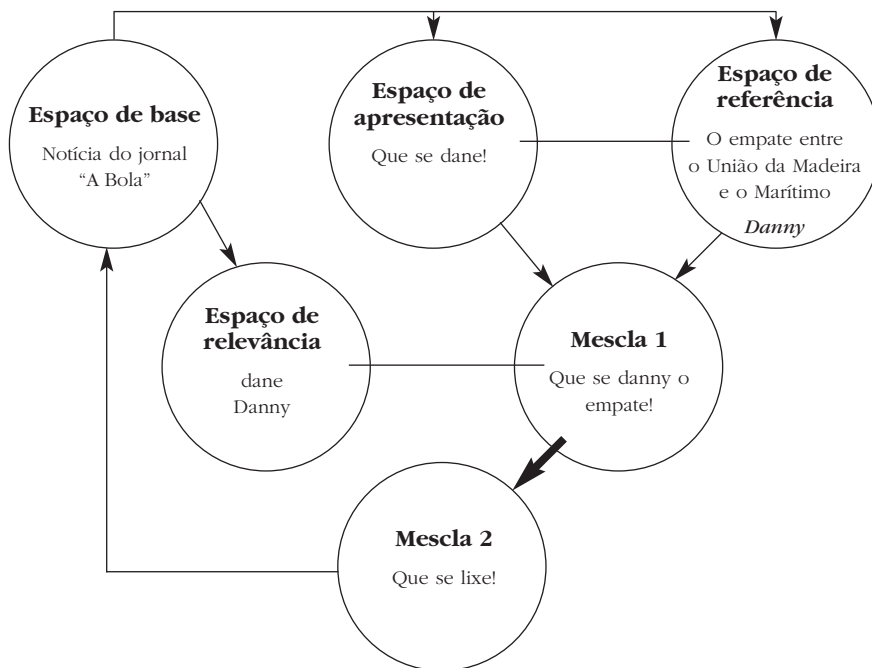 Espaço de base
Notícia do jornal
“A Bola”
Espaço de
apresentação
Que se dane!
Espaço de
referência
O empate entre
o União da Madeira
e o Marítimo
Danny
Espaço de
relevância
dane
Danny
Mescla 1
Que se danny o
empate!
Mescla 2
Que se lixe!